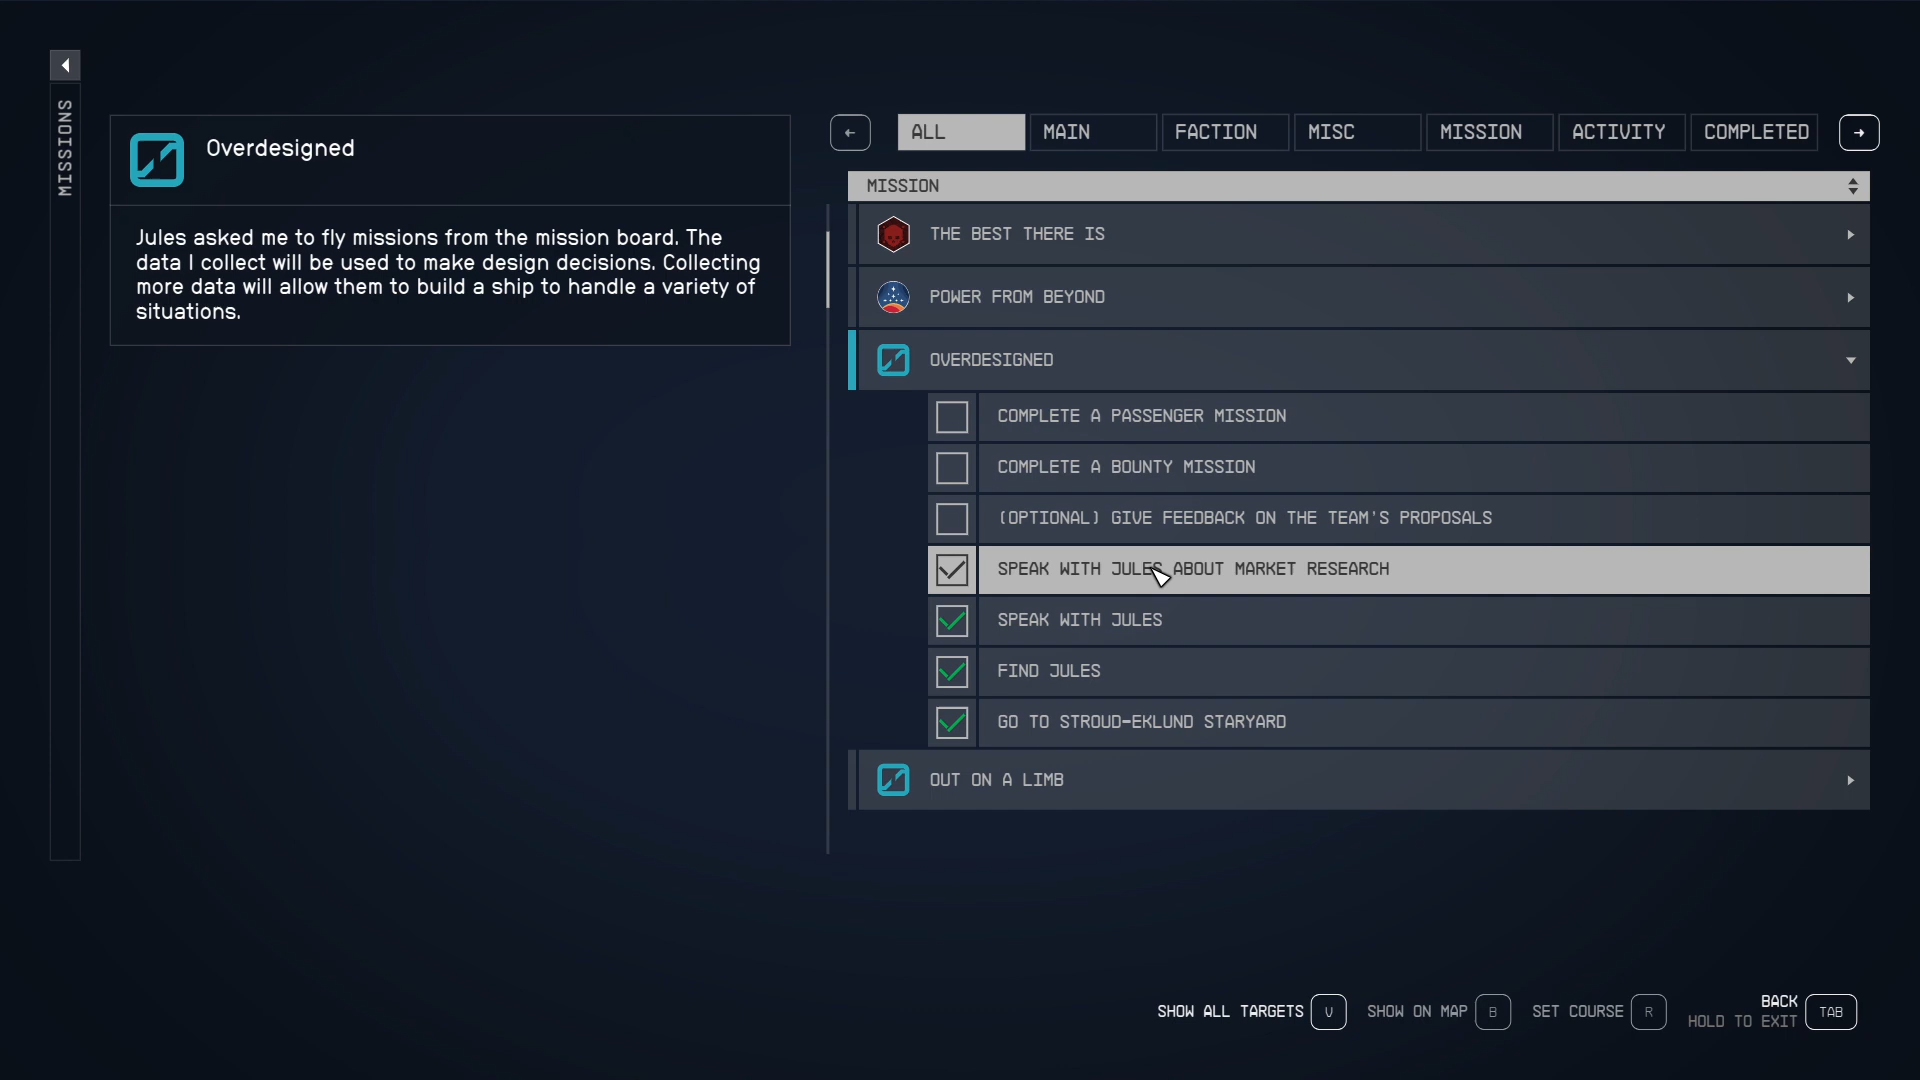 MISSIONS
Overdesigned
Jules asked me to fly missions from the mission board. The
data I collect will be used to make design decisions. Collecting
more data will allow them to build a ship to handle a variety of
situations.
ALL MAIN FACTION MISC MISSION ACTIVITY COMPLETED
MISSION
THE BEST THERE IS
POWER FROM BEYOND
OVERDESIGNED
COMPLETE A PASSENGER MISSION
COMPLETE A BOUNTY MISSION
(OPTIONAL) GIVE FEEDBACK ON THE TEAM'S PROPOSALS
SPEAK WITH JULES ABOUT MARKET RESEARCH
SPEAK WITH JULES
FIND JULES
GO TO STROUD-EKLUND STARYARD
OUT ON A LIMB
SHOW ALL TARGETS V SHOW ON MAP B SET COURSE R BACK TAB
HOLD TO EXIT